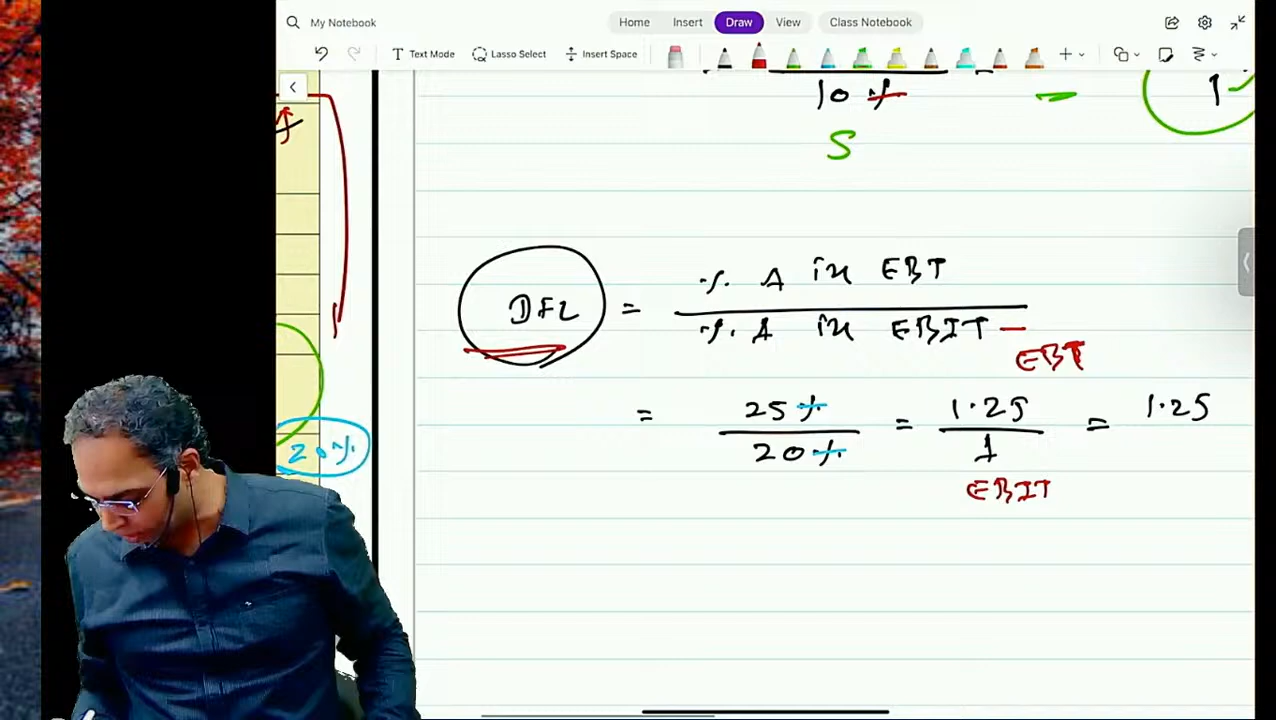 My Notebook
Home Insert Draw View Class Notebook
Text Mode Lasso Select Insert Space
10 %
1
S
DFL = % Δ in EBT
% Δ in EBIT
EBT
= 25 % = 1.25 = 1.25
20 % 1
20% EBIT